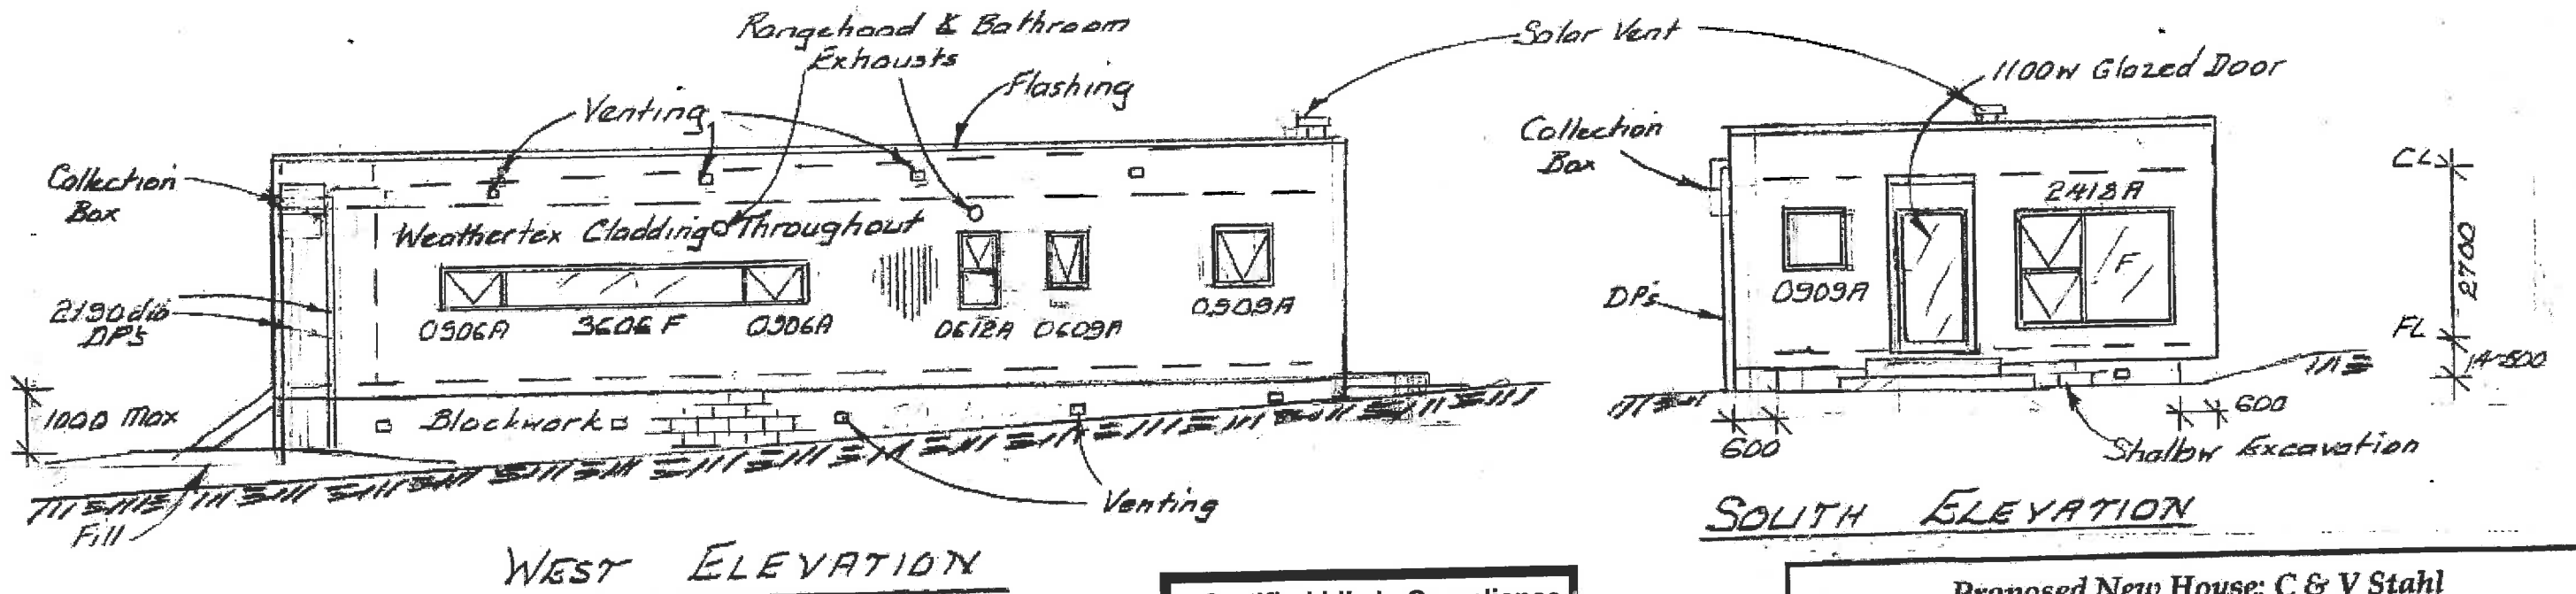 Rangehood & Bathroom
Exhausts
Flashing
Venting
Collection
Box
Weathertex Cladding Throughout
2190dia
DP's
0906A
3606F
0906A
0612A
0609A
0909A
1000 Max
Blockwork
Venting
Fill
WEST ELEVATION
Solar Vent
1100w Glazed Door
Collection
Box
2418A
F
0909A
DP's
CL
2700
FL
600
600
Shallow Excavation
SOUTH ELEVATION
Proposed New House: C & V Stahl